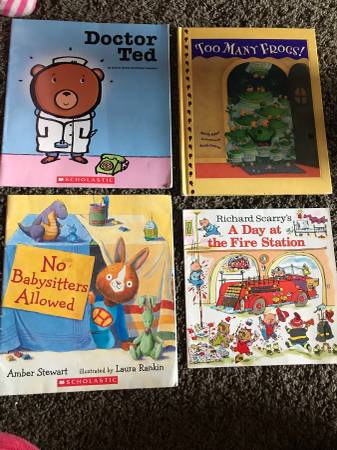 Doctor
Ted
SCHOLASTIC
TOO MANY FROGS!
No
Babysitters
Allowed
Amber Stewart illustrated by Laura Rankin
SCHOLASTIC
Richard Scarry's
A Day at
the Fire Station